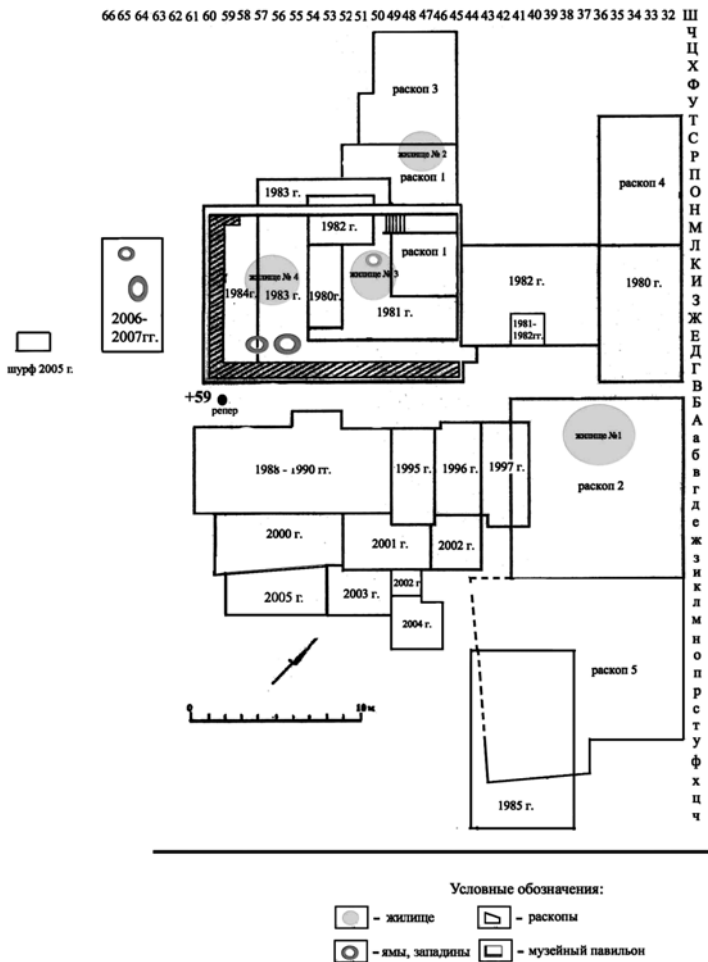 66 65 64 63 62 61 60 59 58 57 56 55 54 53 52 51 50 49 48 47 46 45 44 43 42 41 40 39 38 37 36 35 34 33 32 Ш
Ч
Ц
Х
Ф
У
Т
С
Р
П
О
Н
М
Л
К
И
З
Ж
Е
Д
Г
В
Б
А
а
б
в
г
д
е
ж
з
и
к
л
м
н
о
п
р
с
т
у
ф
х
ц
ч
раскоп 3
жилище № 2
раскоп 1
раскоп 4
1983 г.
1982 г.
раскоп 1
жилище № 4
жилище № 3
1984г.
1983 г.
1980г.
1981 г.
1982 г.
1980 г.
1981-
1982гг.
2006-
2007гг.
шурф 2005 г.
+59
репер
жилище №1
раскоп 2
1988 - 1990 гг.
1995 г.
1996 г.
1997 г.
2000 г.
2001 г.
2002 г.
2005 г.
2003 г.
2002 г
2004 г.
раскоп 5
1985 г.
0
10 м
Условные обозначения:
- жилище
- раскопы
- ямы, западины
- музейный павильон